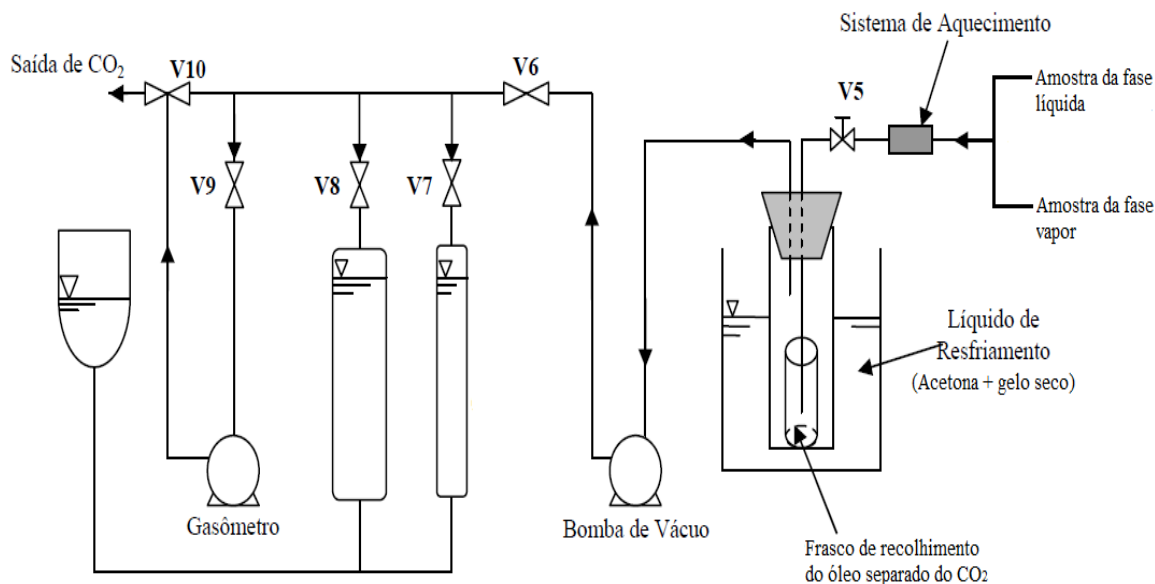 Sistema de Aquecimento
Saída de CO₂
V10
V6
V5
Amostra da fase
líquida
V9
V8
V7
Amostra da fase
vapor
Líquido de
Resfriamento
(Acetona + gelo seco)
Gasômetro
Bomba de Vácuo
Frasco de recolhimento
do óleo separado do CO₂